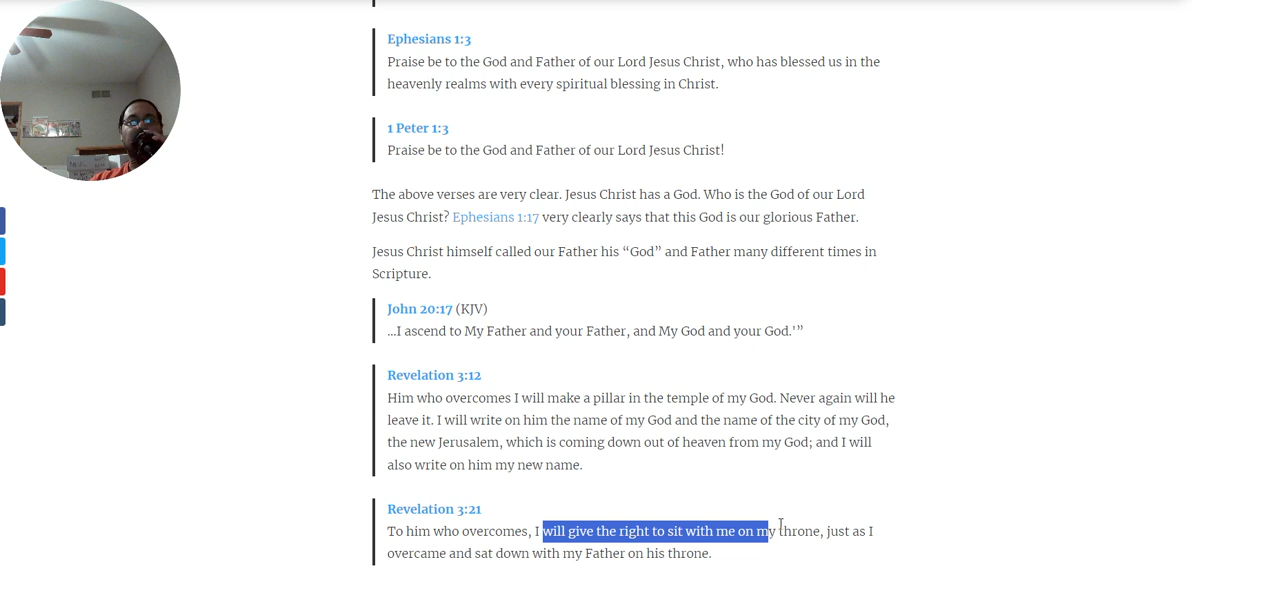 Ephesians 1:3
Praise be to the God and Father of our Lord Jesus Christ, who has blessed us in the
heavenly realms with every spiritual blessing in Christ.
1 Peter 1:3
Praise be to the God and Father of our Lord Jesus Christ!
The above verses are very clear. Jesus Christ has a God. Who is the God of our Lord
Jesus Christ? Ephesians 1:17 very clearly says that this God is our glorious Father.
Jesus Christ himself called our Father his “God” and Father many different times in
Scripture.
John 20:17 (KJV)
…I ascend to My Father and your Father, and My God and your God.'”
Revelation 3:12
Him who overcomes I will make a pillar in the temple of my God. Never again will he
leave it. I will write on him the name of my God and the name of the city of my God,
the new Jerusalem, which is coming down out of heaven from my God; and I will
also write on him my new name.
Revelation 3:21
To him who overcomes, I will give the right to sit with me on my throne, just as I
overcame and sat down with my Father on his throne.